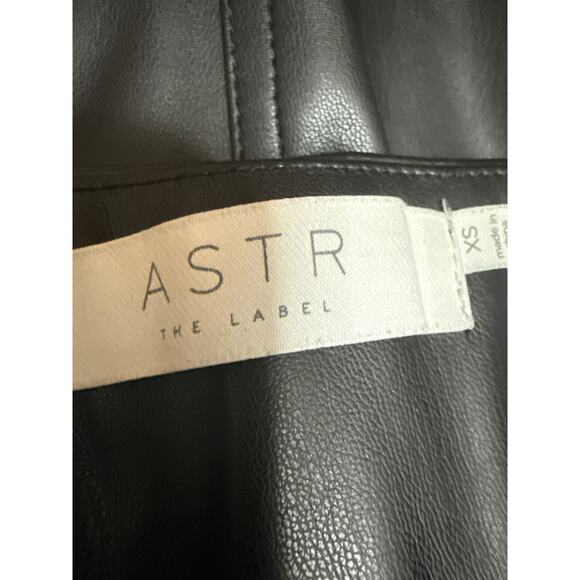 ASTR
THE LABEL
XS
made in